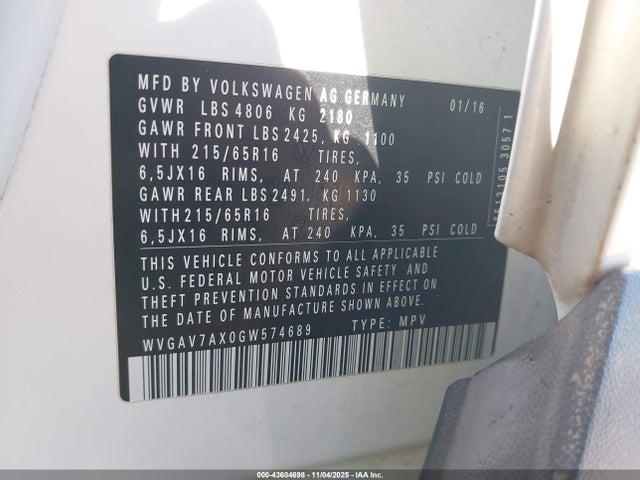 MFD BY VOLKSWAGEN AG GERMANY 01/16
GVWR LBS 4806 KG 2180
GAWR FRONT LBS 2425, KG 1100
WITH 215/65R16 TIRES,
6,5JX16 RIMS, AT 240 KPA, 35 PSI COLD
GAWR REAR LBS 2491, KG 1130
WITH 215/65R16 TIRES,
6,5JX16 RIMS, AT 240 KPA, 35 PSI COLD
THIS VEHICLE CONFORMS TO ALL APPLICABLE
U.S. FEDERAL MOTOR VEHICLE SAFETY AND
THEFT PREVENTION STANDARDS IN EFFECT ON
THE DATE OF MANUFACTURE SHOWN ABOVE.
WVGAV7AX0GW574689 TYPE: MPV
000-43604698 - 11/04/2025 - Copyright © IAA Inc.